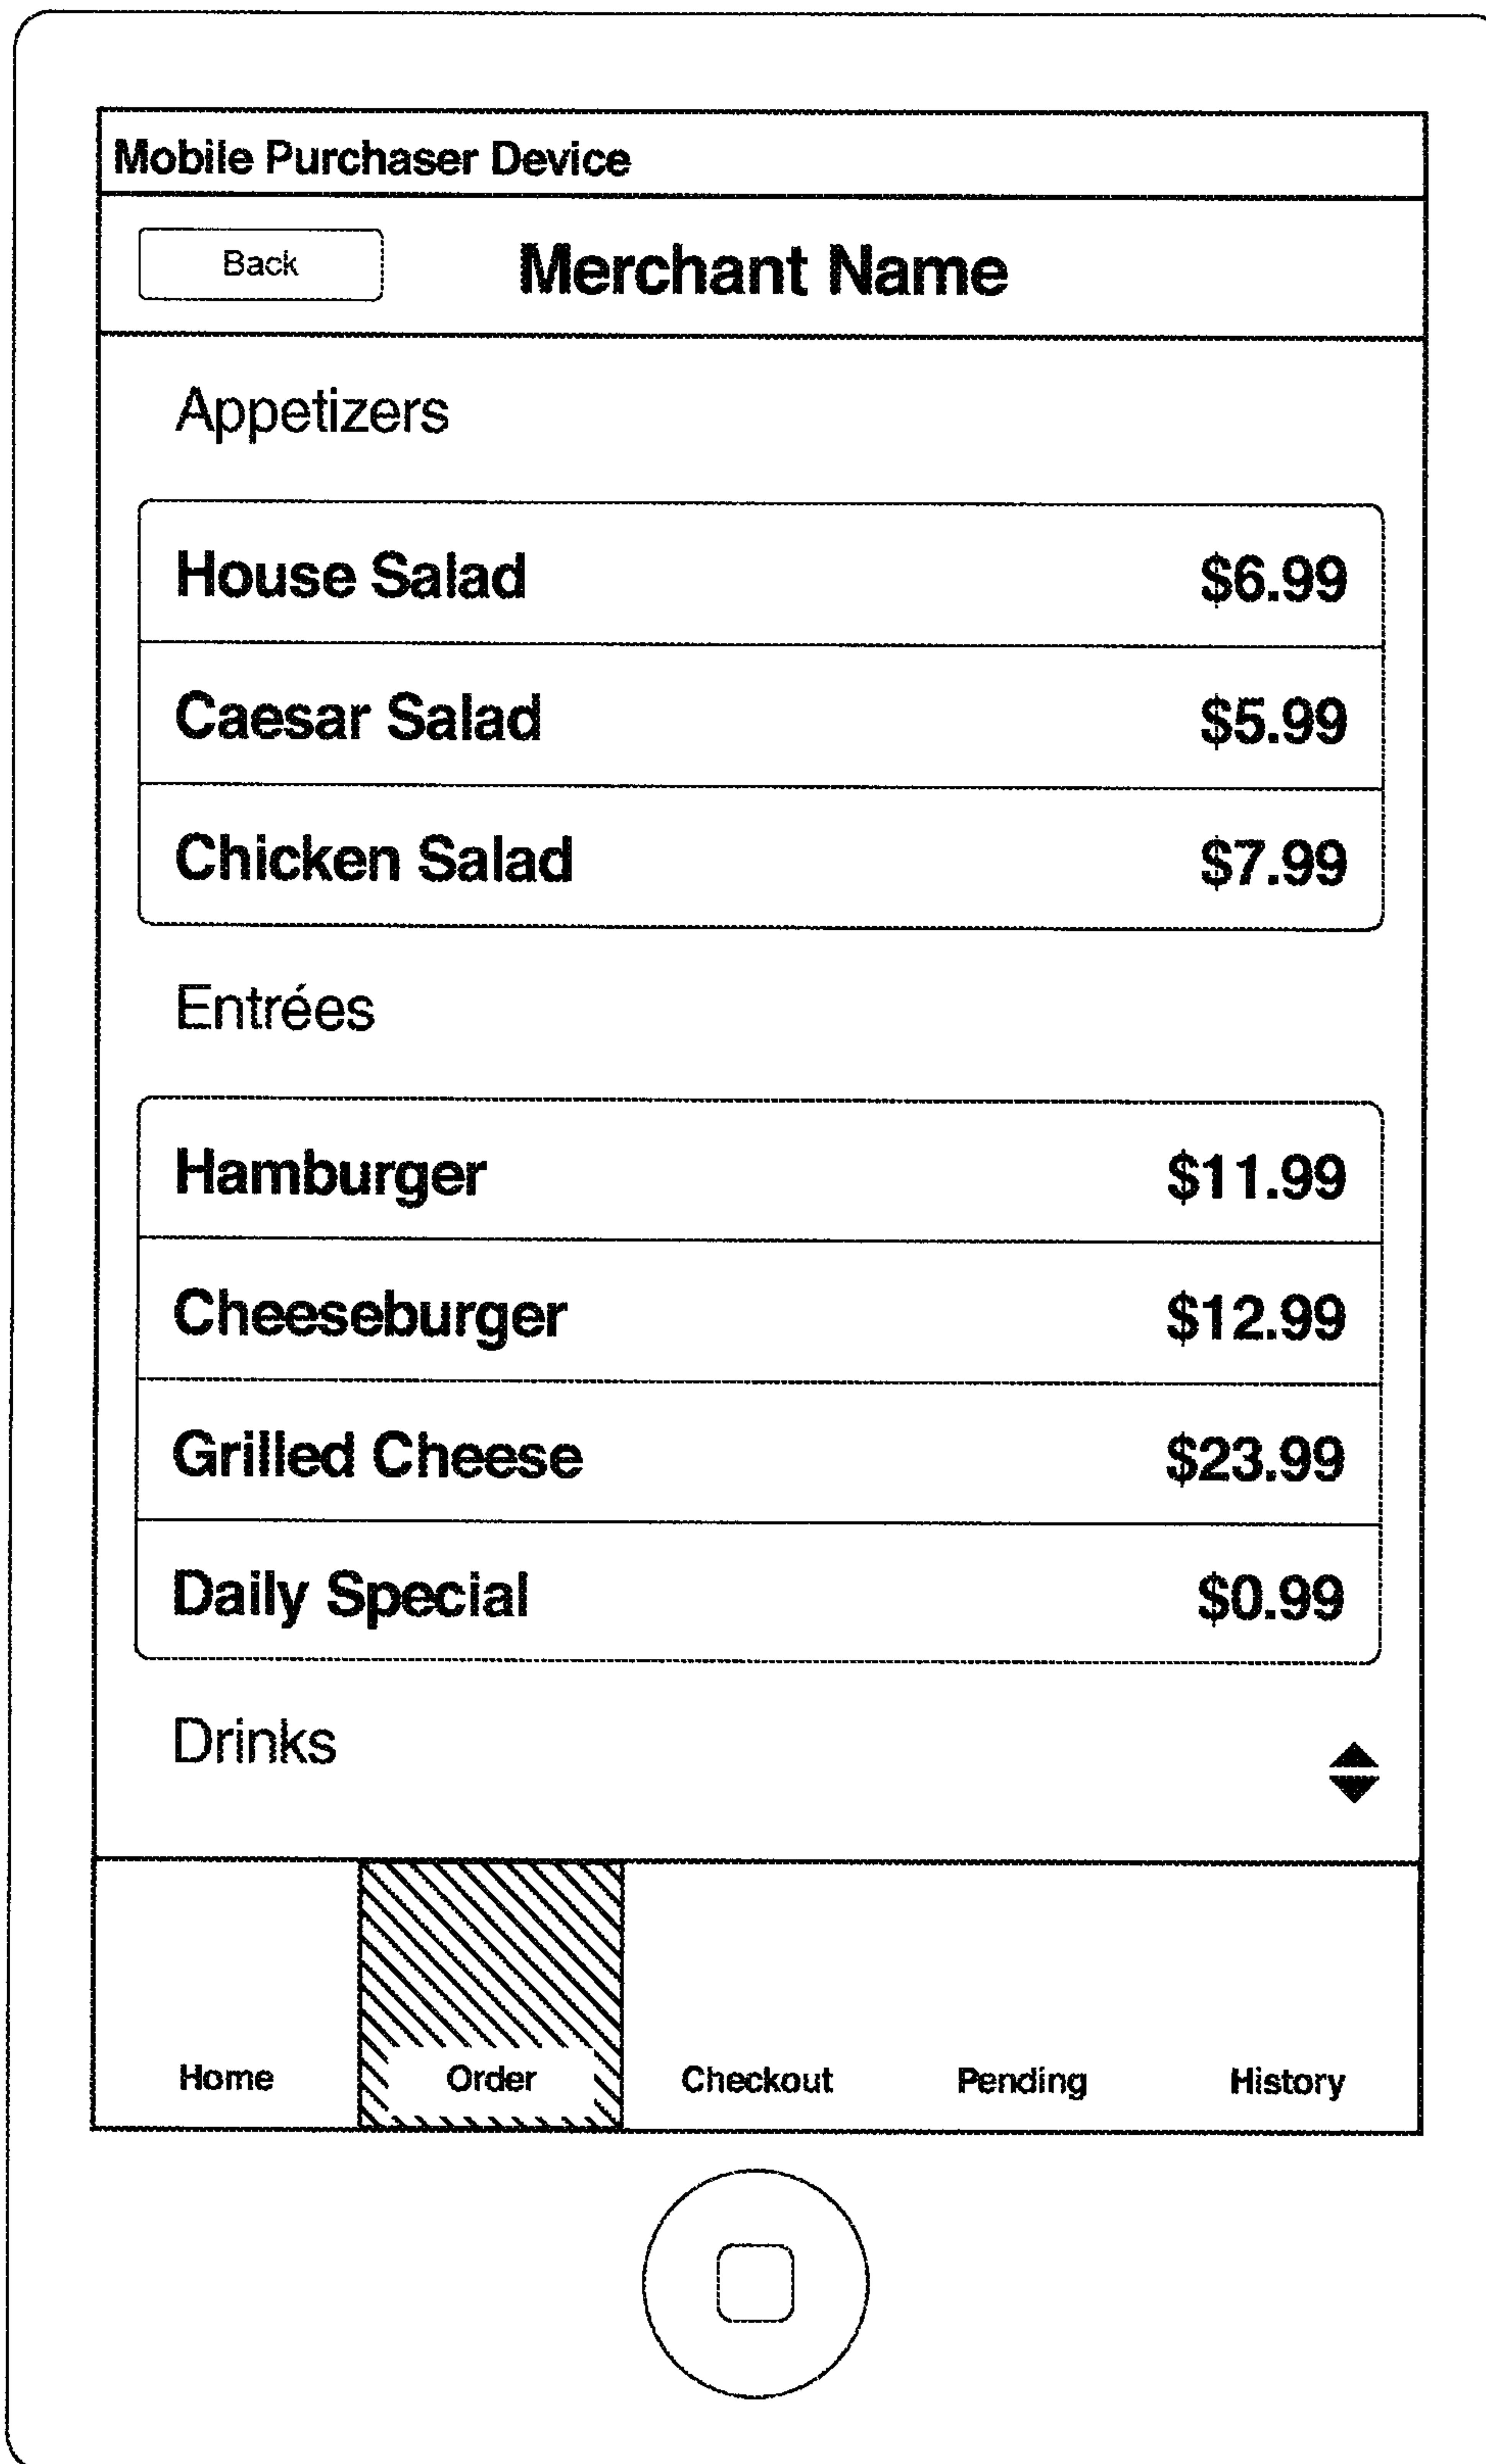 Mobile Purchaser Device
Back Merchant Name
Appetizers
House Salad $6.99
Caesar Salad $5.99
Chicken Salad $7.99
Entrées
Hamburger $11.99
Cheeseburger $12.99
Grilled Cheese $23.99
Daily Special $0.99
Drinks
Home Order Checkout Pending History